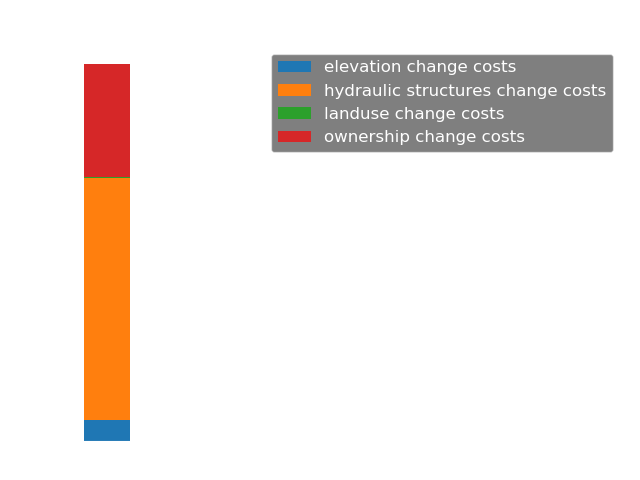 elevation change costs
hydraulic structures change costs
landuse change costs
ownership change costs